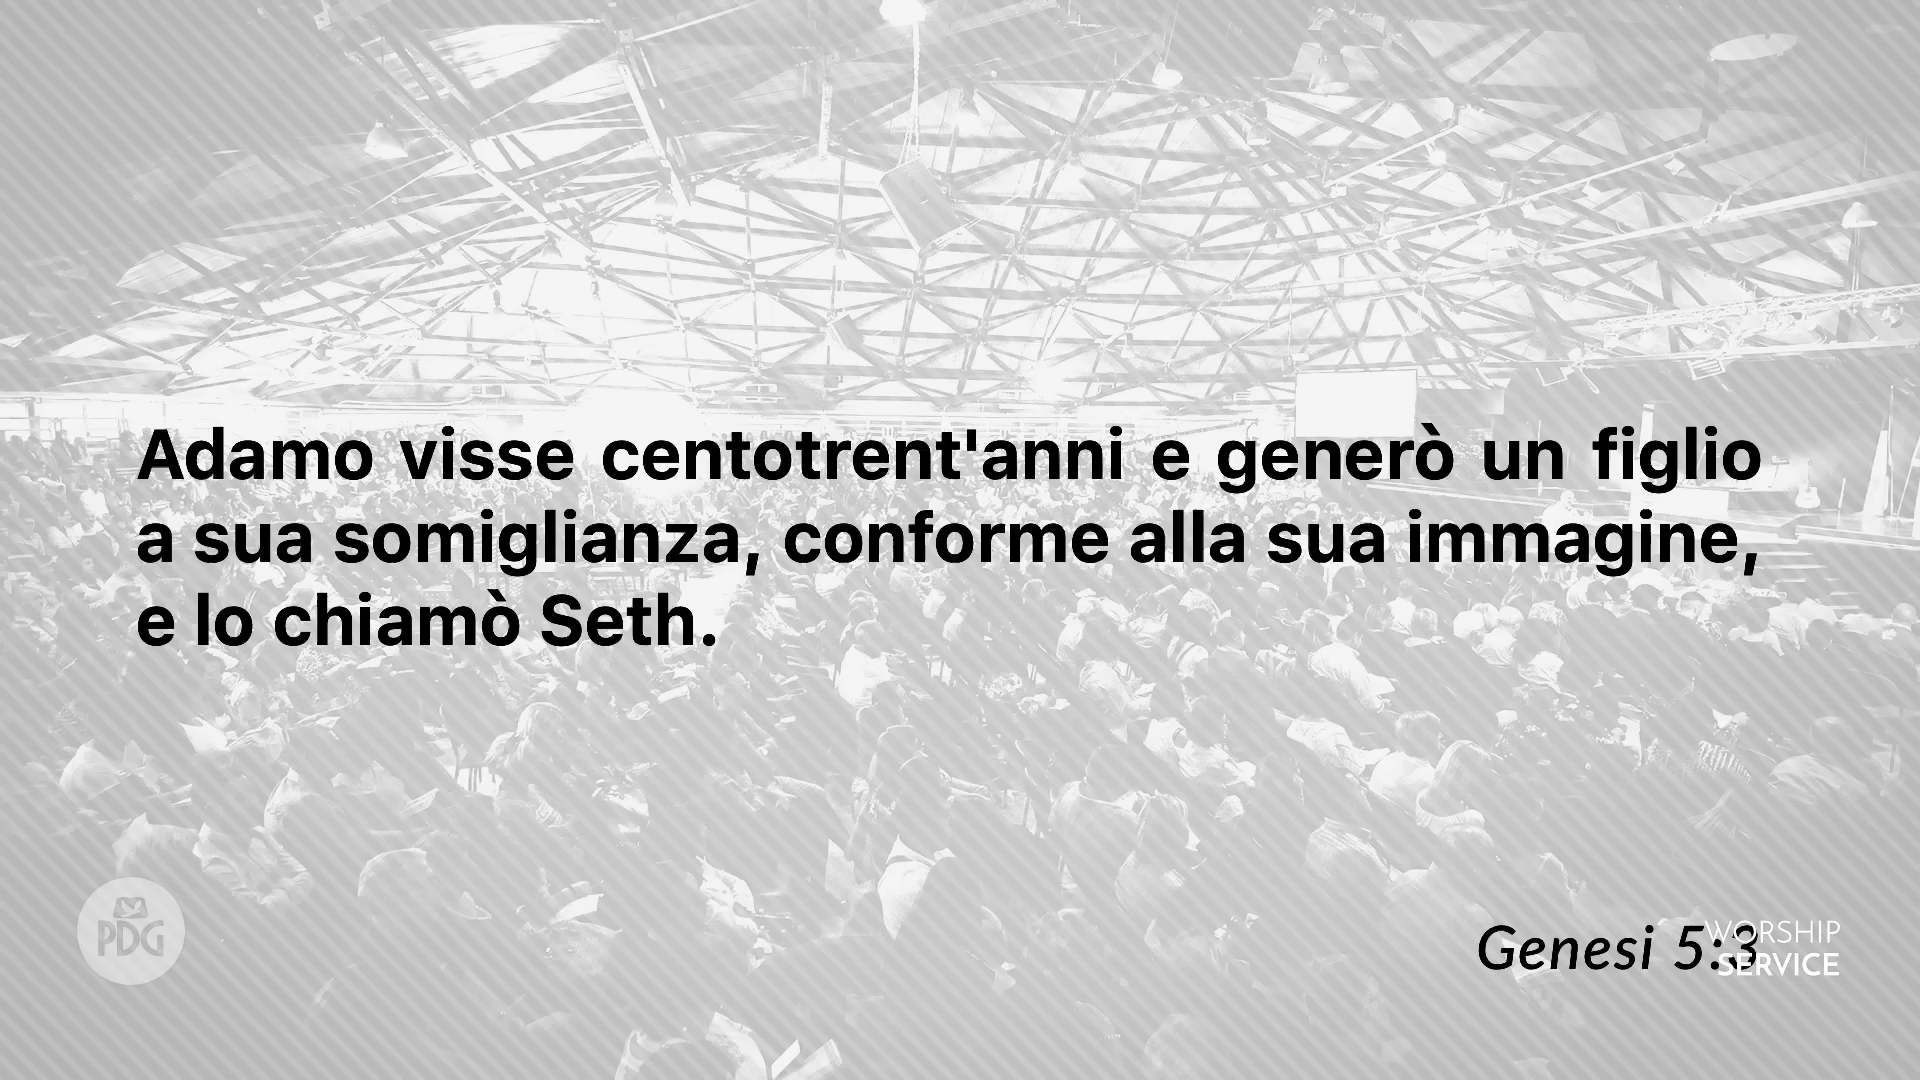 Adamo visse centotrent'anni e generò un figlio
a sua somiglianza, conforme alla sua immagine,
e lo chiamò Seth.
PDG
Genesi 5:3
WORSHIP
SERVICE